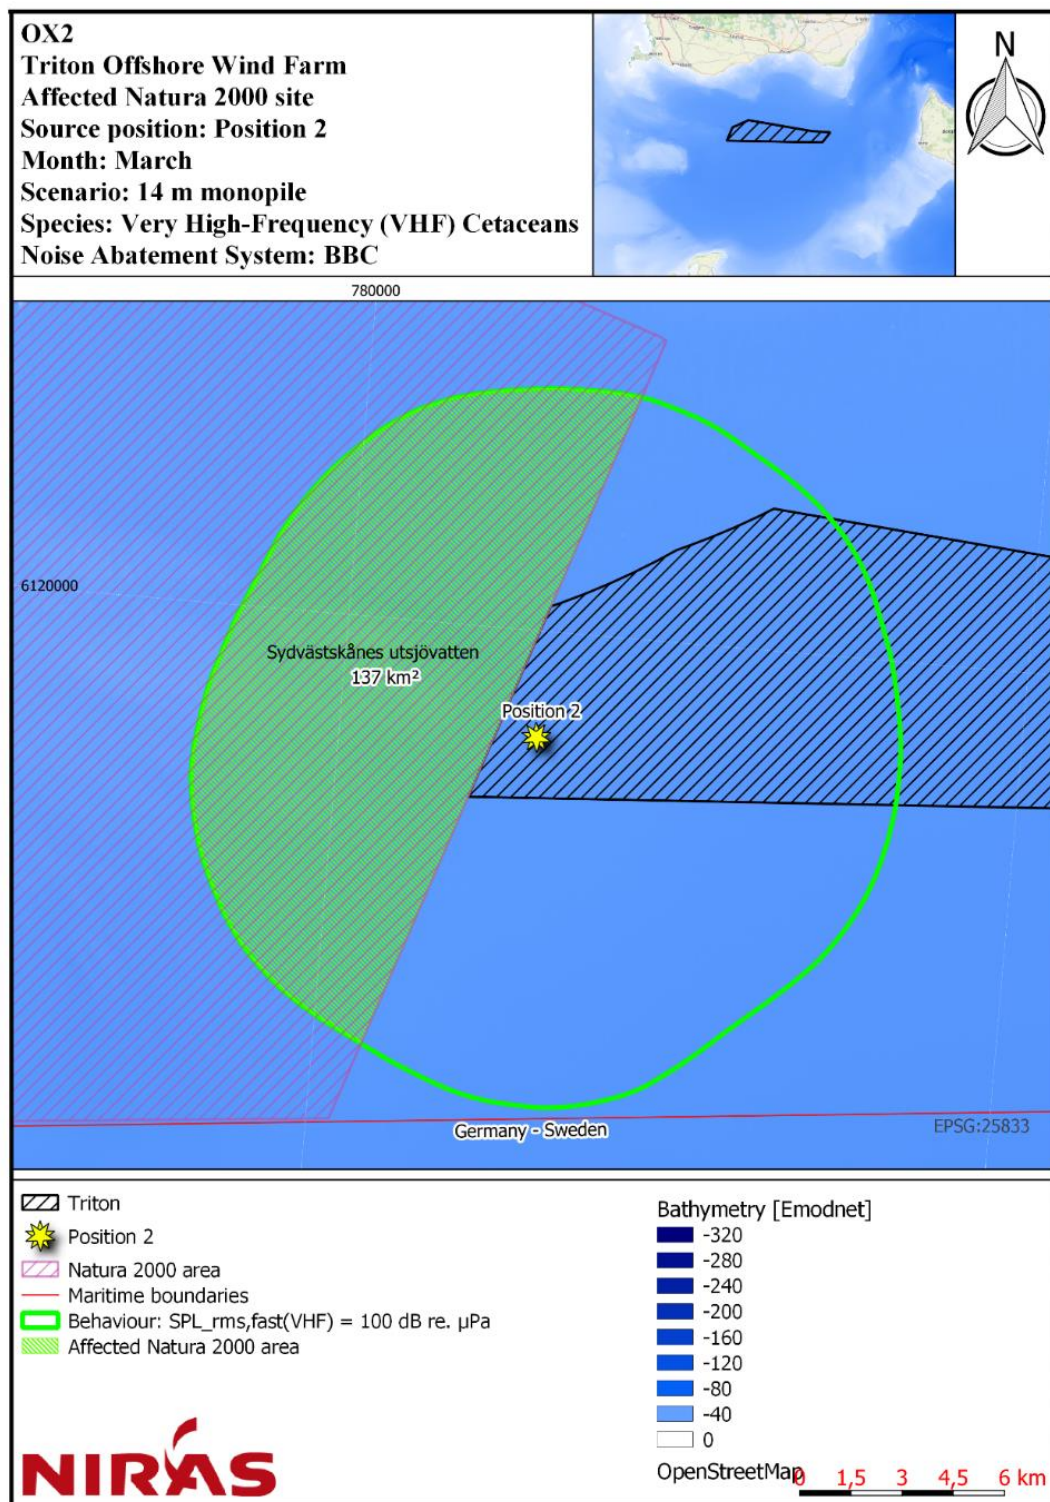 OX2
Triton Offshore Wind Farm
Affected Natura 2000 site
Source position: Position 2
Month: March
Scenario: 14 m monopile
Species: Very High-Frequency (VHF) Cetaceans
Noise Abatement System: BBC
N
780000
6120000
Sydvästskånes utsjövatten
137 km²
Position 2
Germany - Sweden
EPSG:25833
Triton
Position 2
Natura 2000 area
Maritime boundaries
Behaviour: SPL_rms,fast(VHF) = 100 dB re. µPa
Affected Natura 2000 area
Bathymetry [Emodnet]
-320
-280
-240
-200
-160
-120
-80
-40
0
OpenStreetMap
0 1,5 3 4,5 6 km
NIRAS